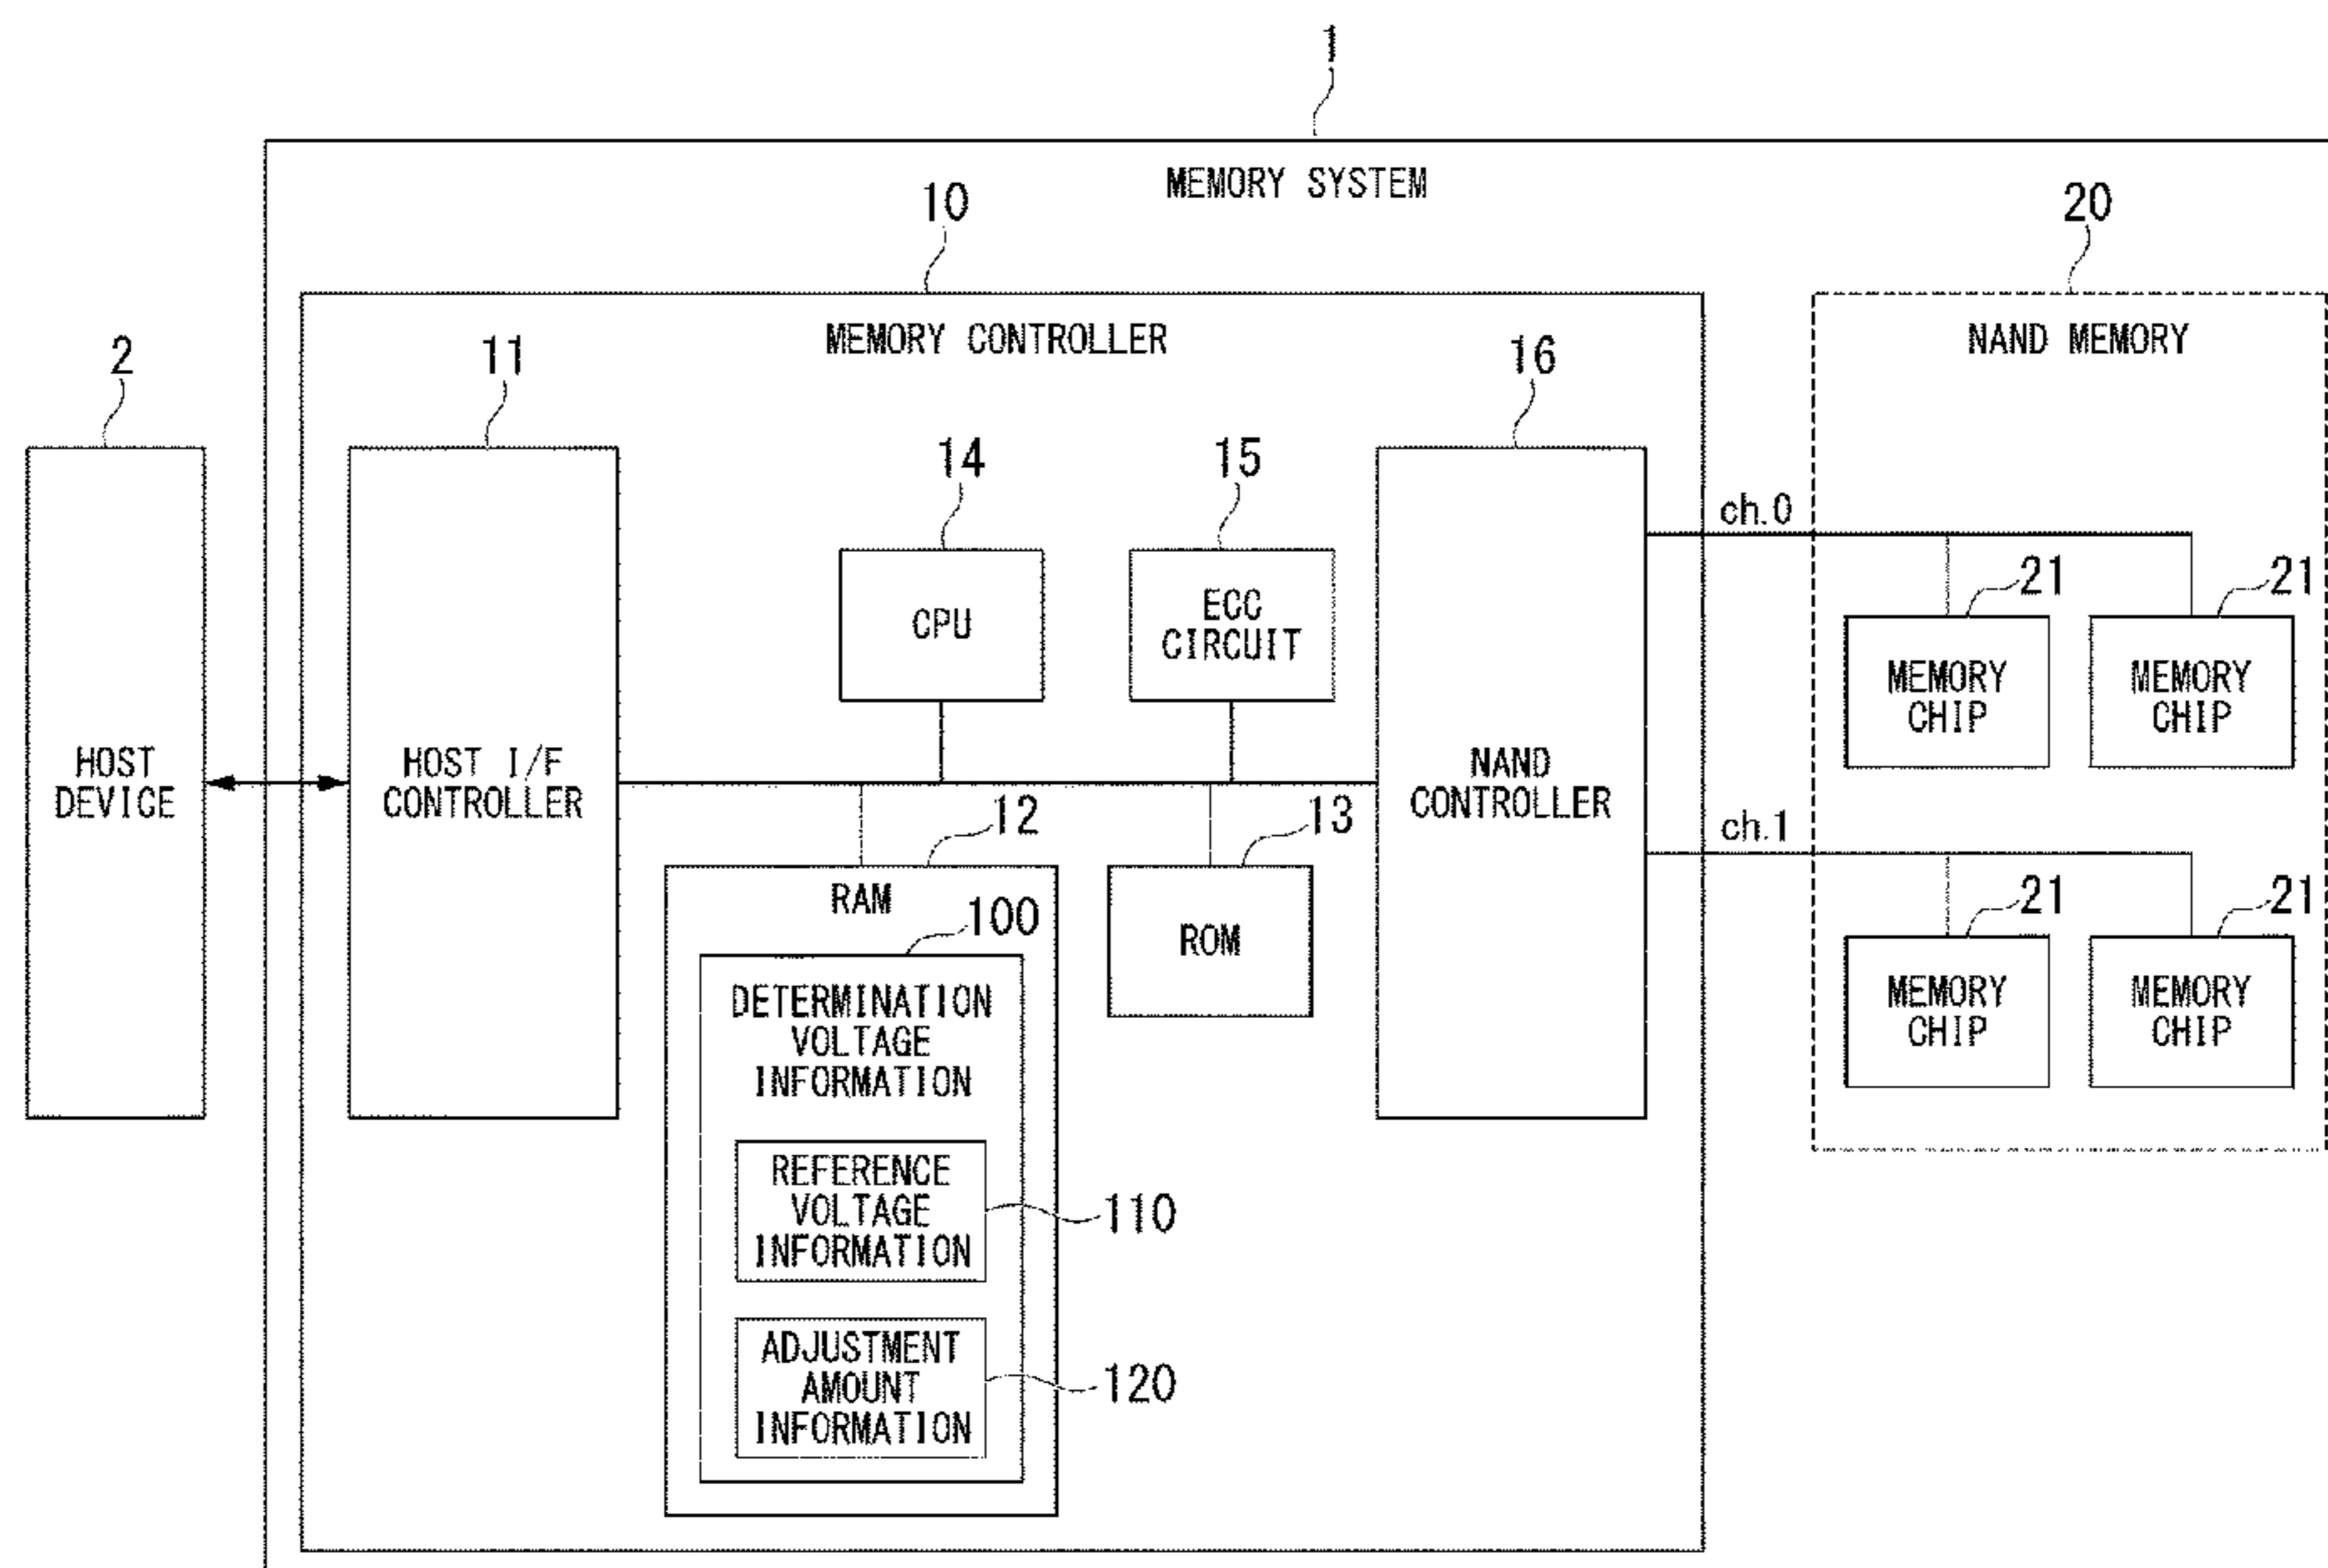 1
MEMORY SYSTEM
10
20
MEMORY CONTROLLER
NAND MEMORY
2
11
16
14
15
ch.0
CPU
ECC
CIRCUIT
21
21
MEMORY
CHIP
MEMORY
CHIP
HOST
DEVICE
HOST I/F
CONTROLLER
NAND
CONTROLLER
12
13
ch.1
RAM
100
ROM
21
21
MEMORY
CHIP
MEMORY
CHIP
DETERMINATION
VOLTAGE
INFORMATION
REFERENCE
VOLTAGE
INFORMATION
110
ADJUSTMENT
AMOUNT
INFORMATION
120